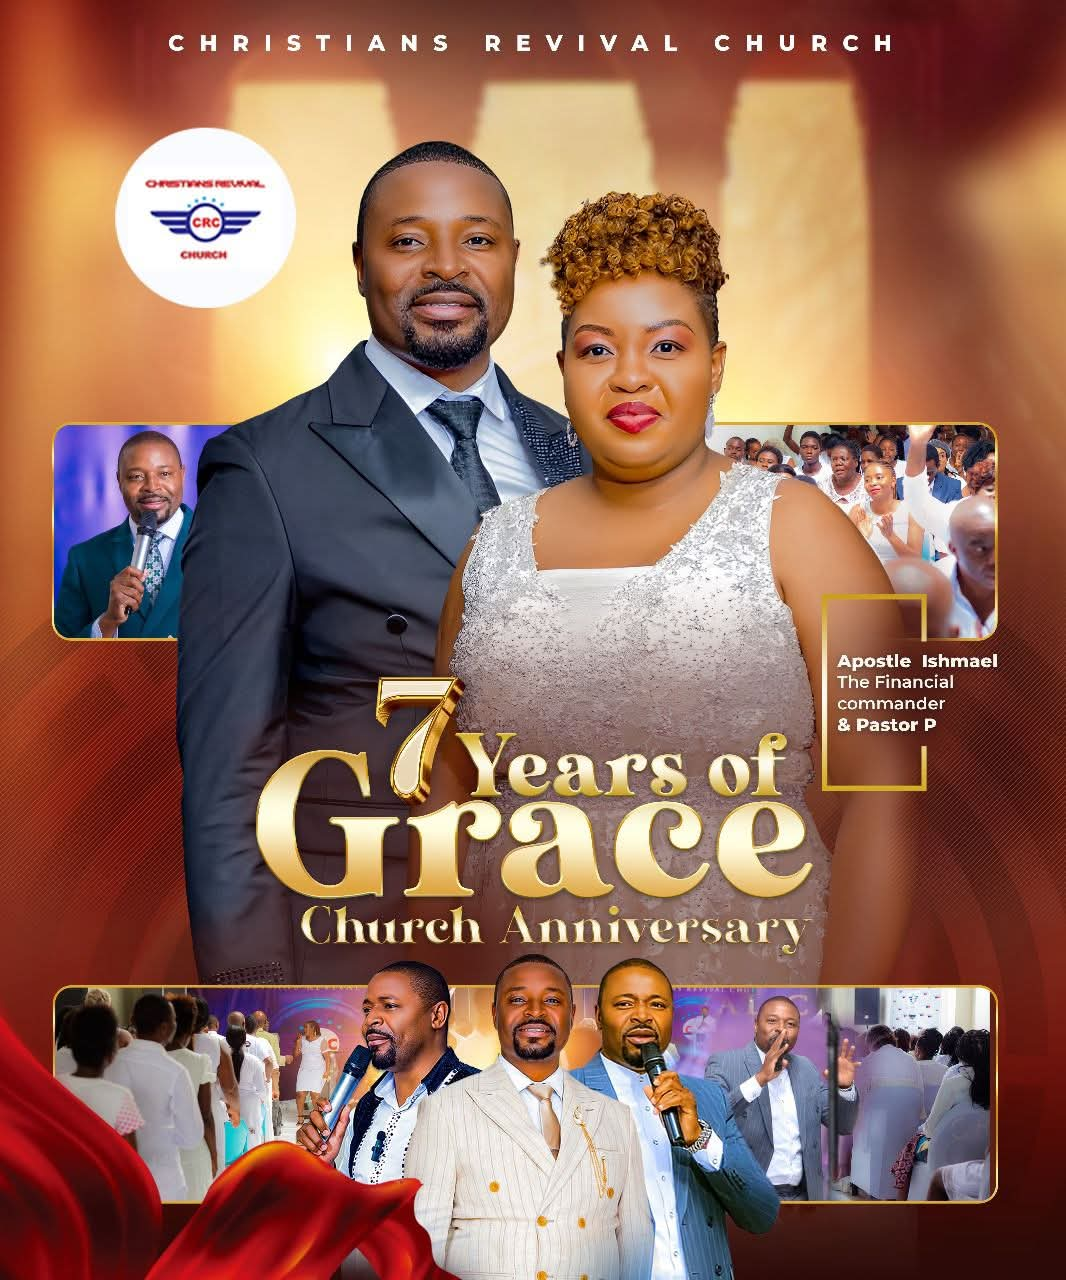 CHRISTIANS REVIVAL CHURCH
CHRISTIANS REVIVAL
CRC
CHURCH
Apostle Ishmael
The Financial
commander
& Pastor P
7 Years of
Grace
Church Anniversary